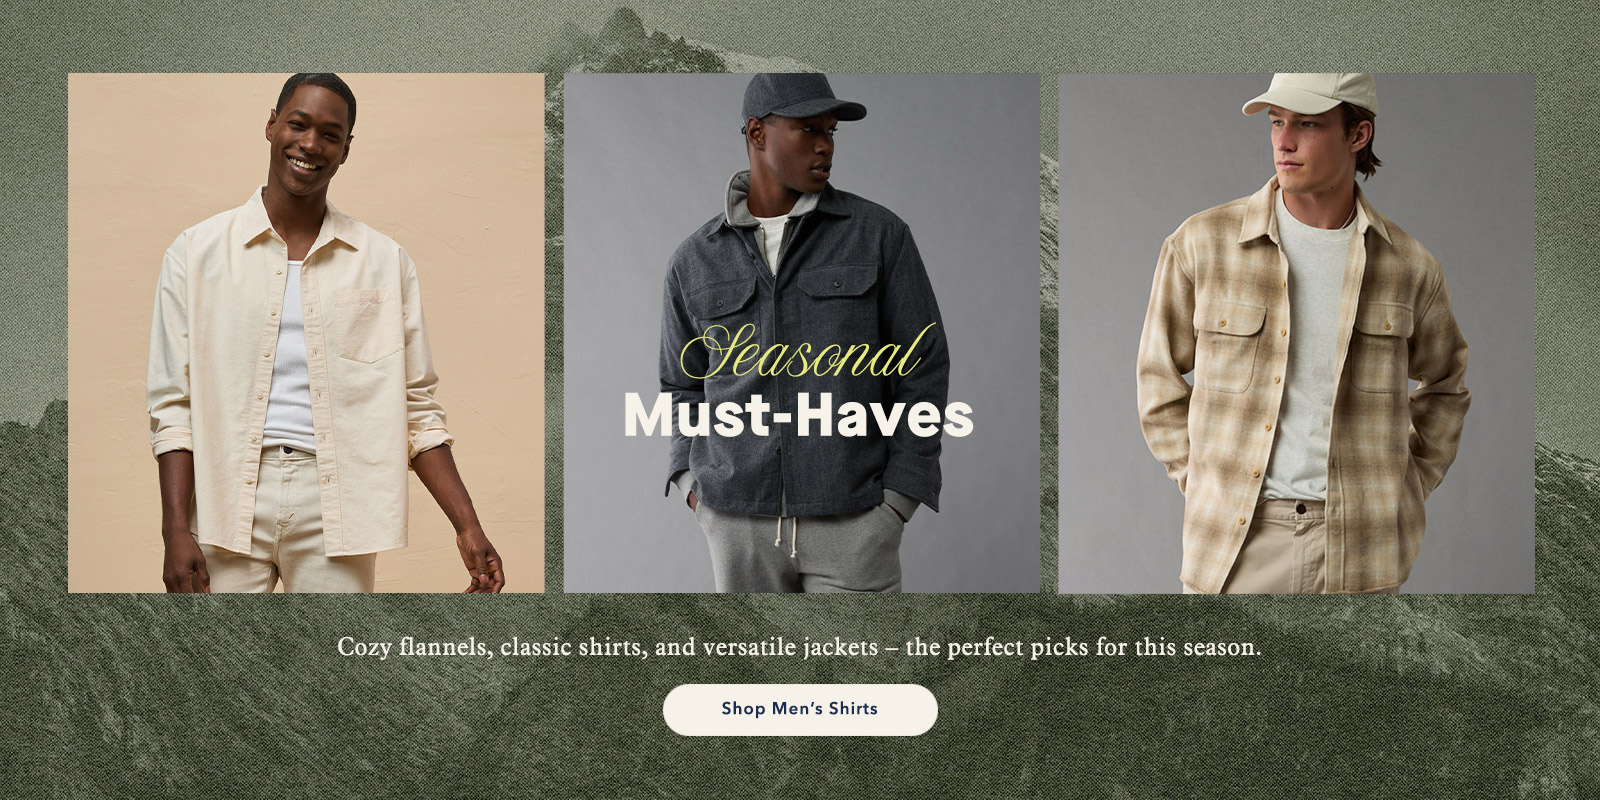 Seasonal
Must-Haves
Cozy flannels, classic shirts, and versatile jackets – the perfect picks for this season.
Shop Men’s Shirts